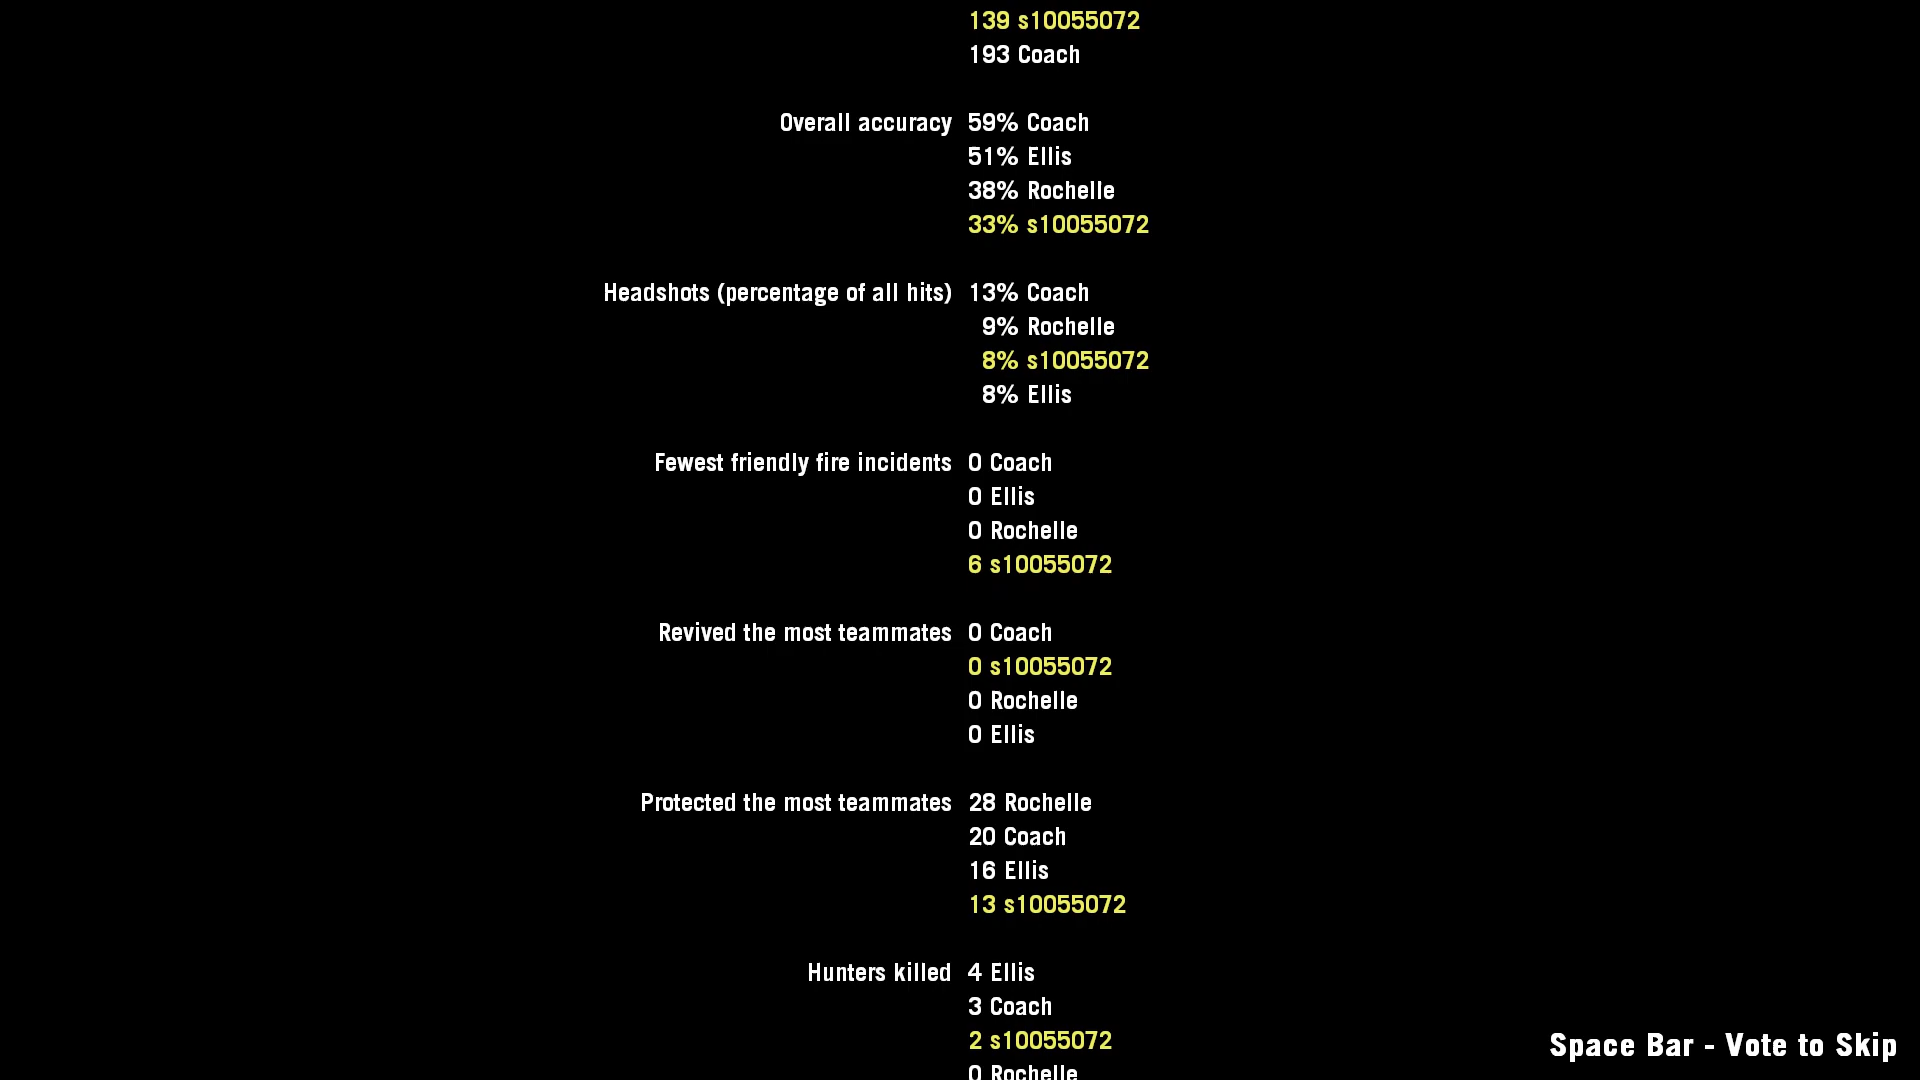 139 s10055072
193 Coach
Overall accuracy 59% Coach
51% Ellis
38% Rochelle
33% s10055072
Headshots (percentage of all hits) 13% Coach
9% Rochelle
8% s10055072
8% Ellis
Fewest friendly fire incidents 0 Coach
0 Ellis
0 Rochelle
6 s10055072
Revived the most teammates 0 Coach
0 s10055072
0 Rochelle
0 Ellis
Protected the most teammates 28 Rochelle
20 Coach
16 Ellis
13 s10055072
Hunters killed 4 Ellis
3 Coach
2 s10055072
0 Rochelle
Space Bar - Vote to Skip